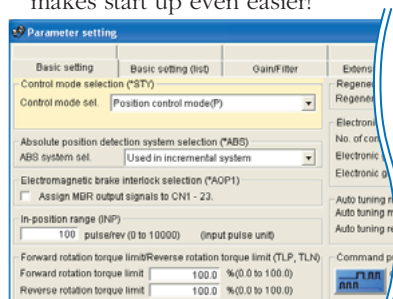 makes start up even easier!
Parameter setting
Basic setting Basic setting (list) Gain/Filter Extens
Control mode selection (*STY)
Control mode sel. Position control mode(P)
Absolute position detection system selection (*ABS)
ABS system sel. Used in incremental system
Electromagnetic brake interlock selection (*AOP1)
Assign MBR output signals to CN1 - 23.
In-position range (INP)
100 pulse/rev (0 to 10000) (input pulse unit)
Forward rotation torque limit/Reverse rotation torque limit (TLP, TLN)
Forward rotation torque limit 100.0 %(0.0 to 100.0)
Reverse rotation torque limit 100.0 %(0.0 to 100.0)
Regene
Regener
Electroni
No. of con
Electronic g
Electronic g
Auto tuning m
Auto tuning m
Auto tuning re
Command p